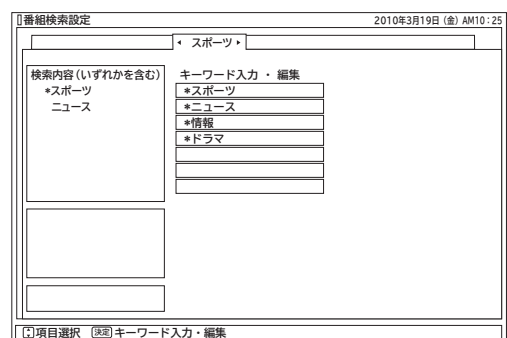 番組検索設定
2010年3月19日(金) AM10:25
スポーツ
検索内容(いずれかを含む)
*スポーツ
ニュース
キーワード入力・編集
*スポーツ
*ニュース
*情報
*ドラマ
項目選択 決定 キーワード入力・編集